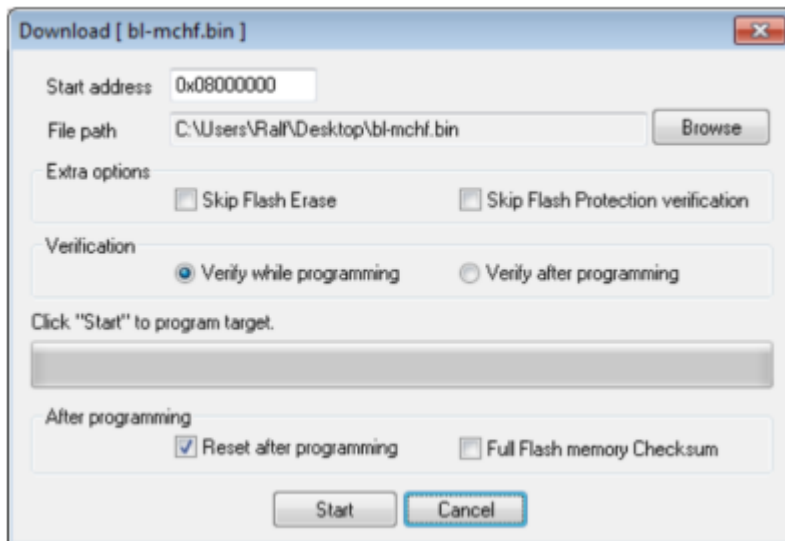 Download [ bl-mchf.bin ]
Start address 0x08000000
File path C:\Users\Ralf\Desktop\bl-mchf.bin Browse
Extra options
Skip Flash Erase Skip Flash Protection verification
Verification
Verify while programming Verify after programming
Click "Start" to program target.
After programming
Reset after programming Full Flash memory Checksum
Start Cancel